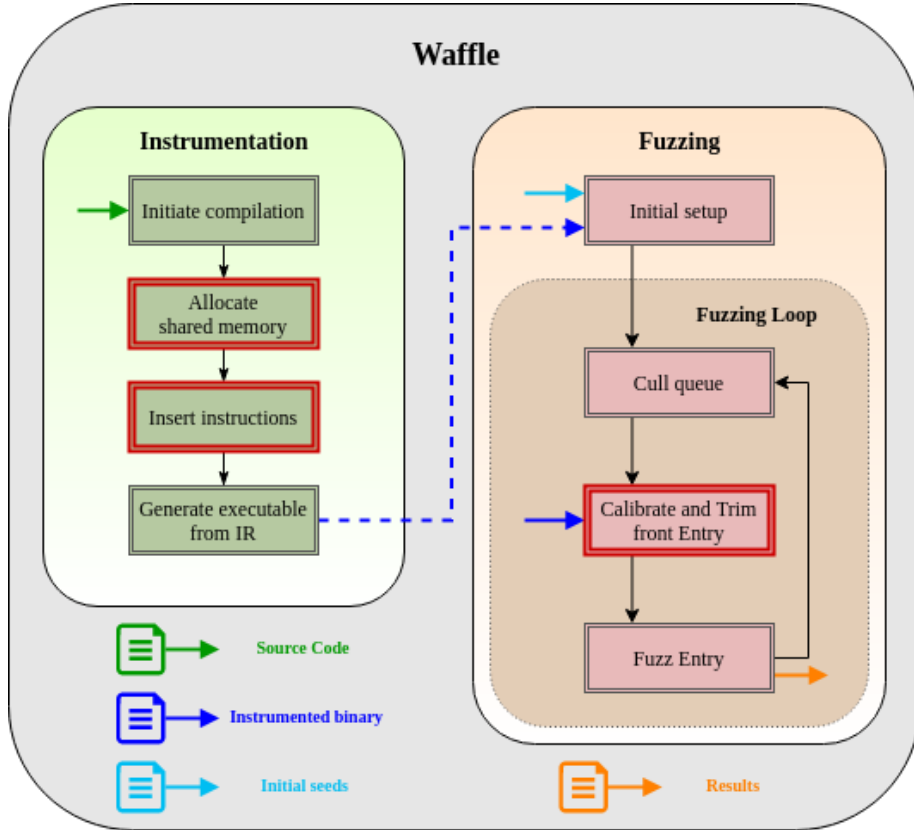 Waffle
Instrumentation
Initiate compilation
Allocate
shared memory
Insert instructions
Generate executable
from IR
Fuzzing
Initial setup
Fuzzing Loop
Cull queue
Calibrate and Trim
front Entry
Fuzz Entry
Source Code
Instrumented binary
Initial seeds
Results